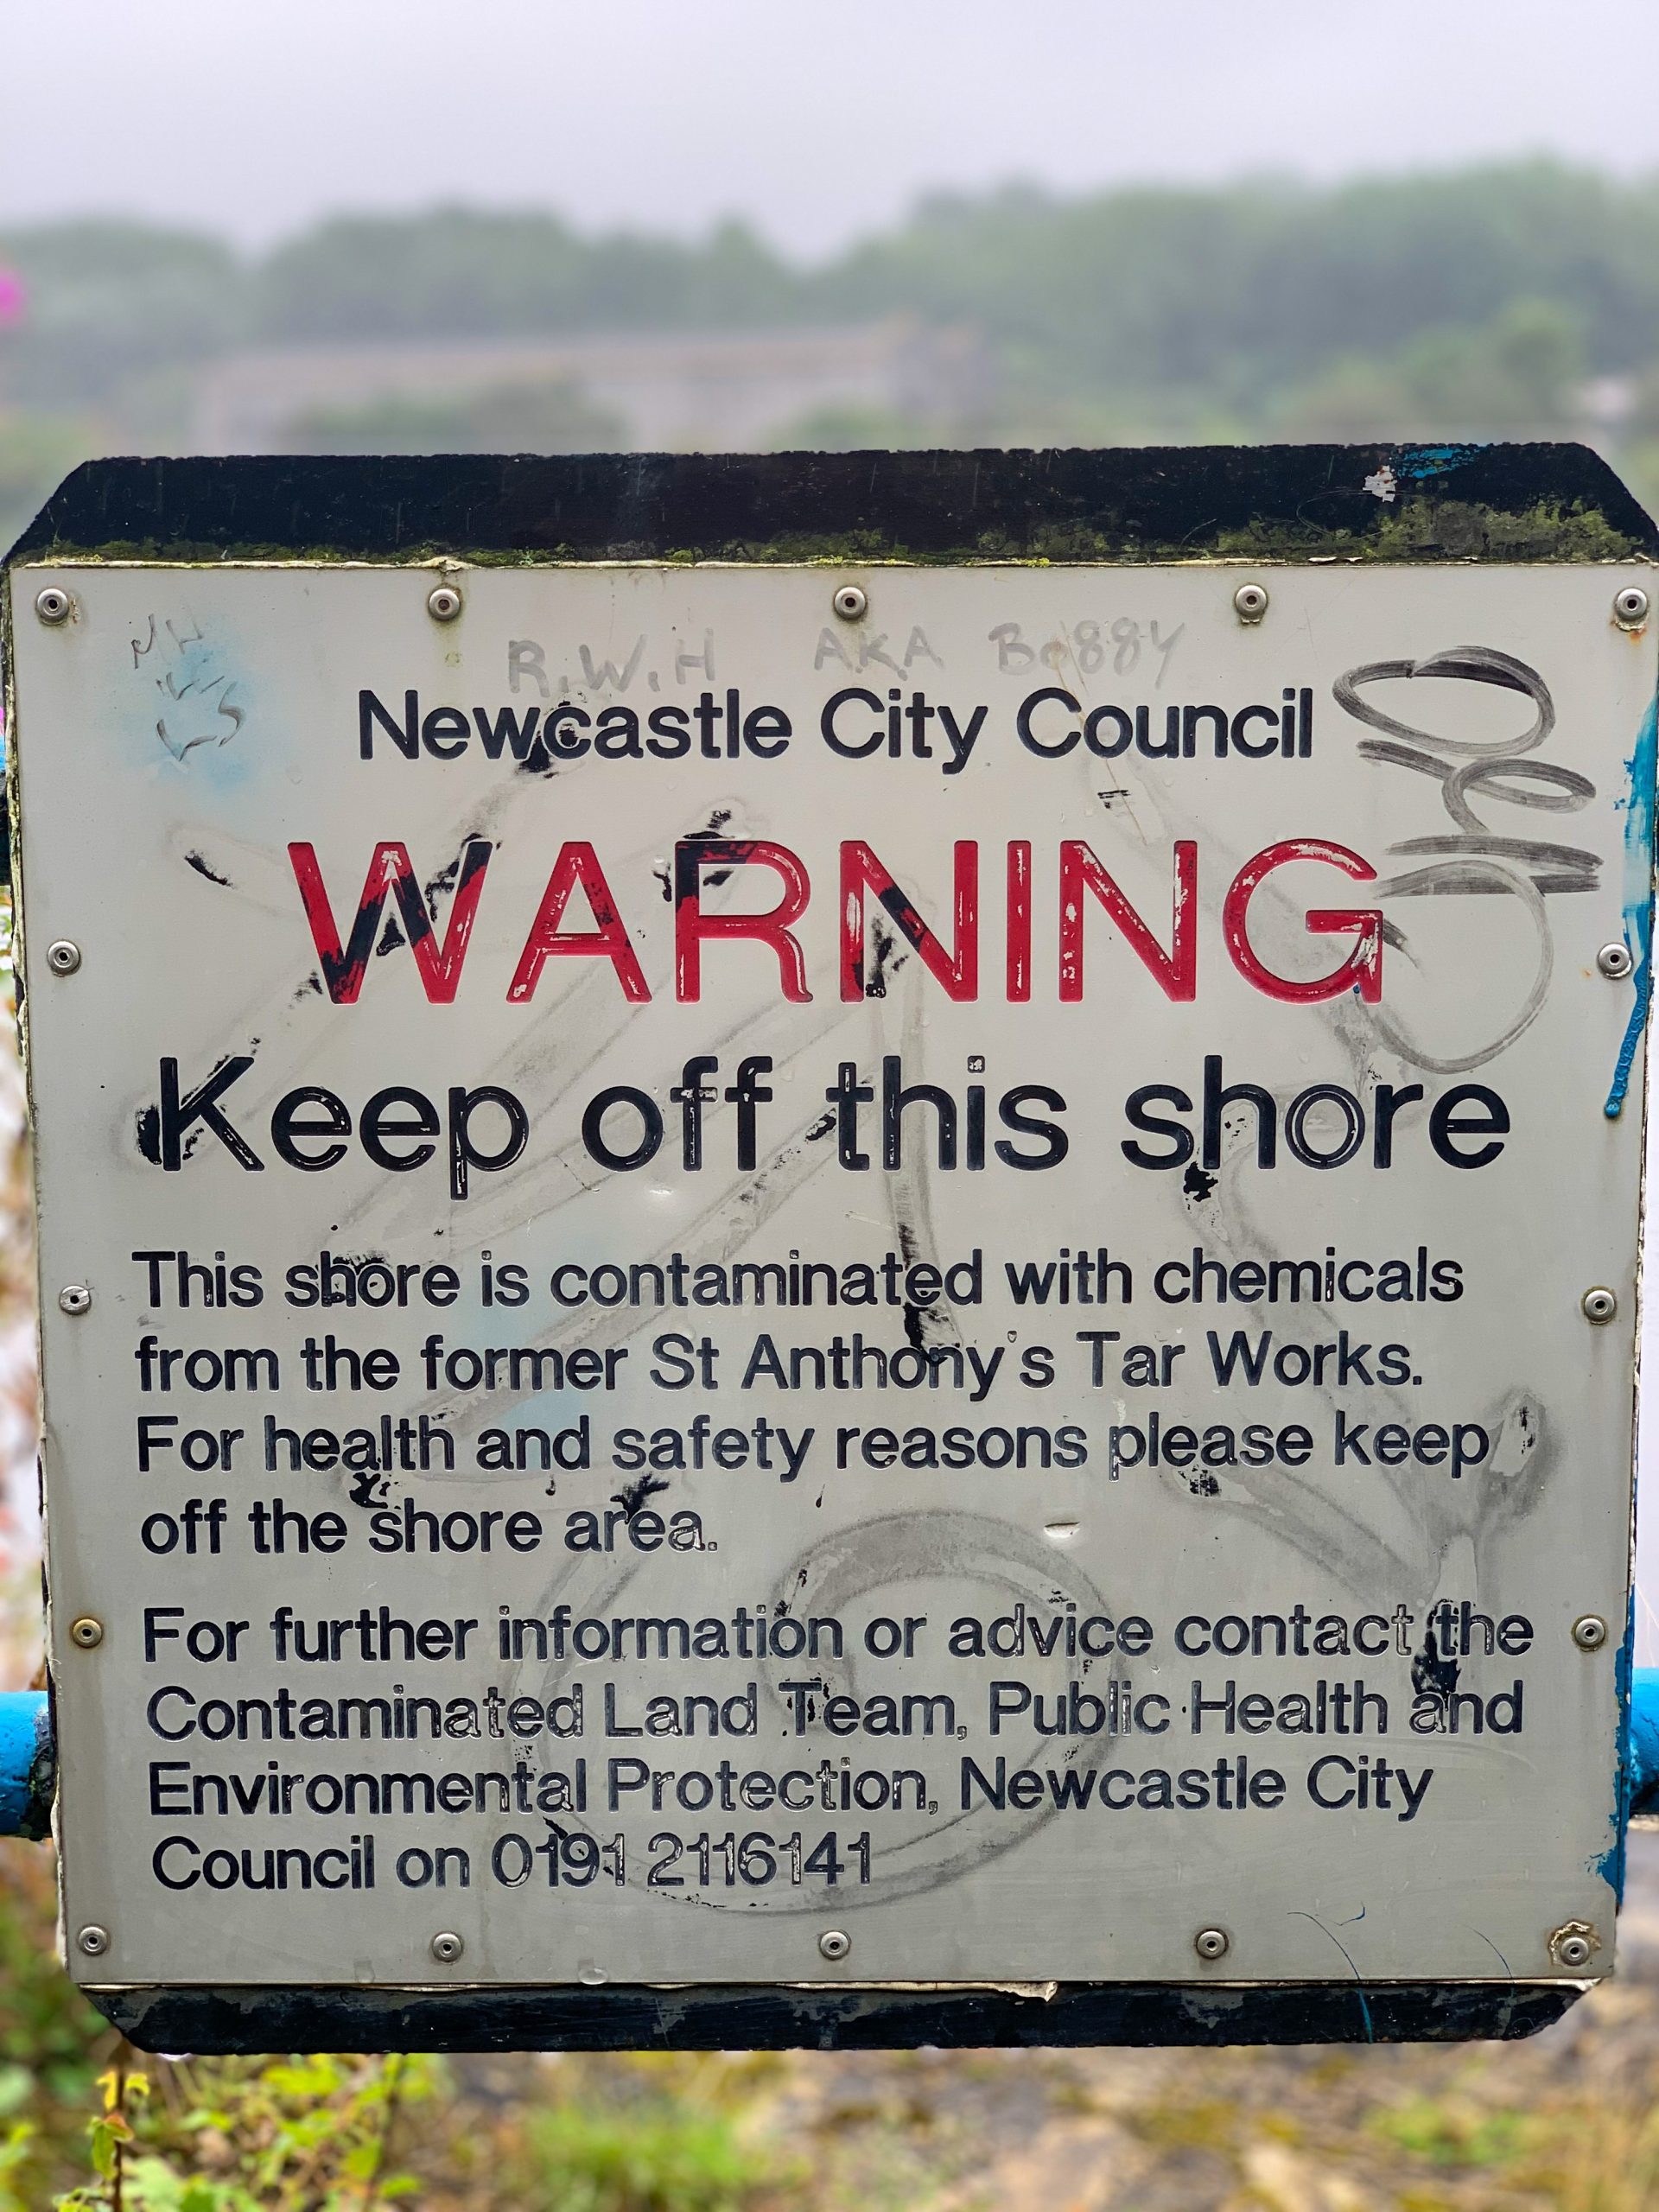 R.W.H AKA BOBBY
Newcastle City Council
WARNING
Keep off this shore
This shore is contaminated with chemicals
from the former St Anthony's Tar Works.
For health and safety reasons please keep
off the shore area.
For further information or advice contact the
Contaminated Land Team, Public Health and
Environmental Protection, Newcastle City
Council on 0191 2116141